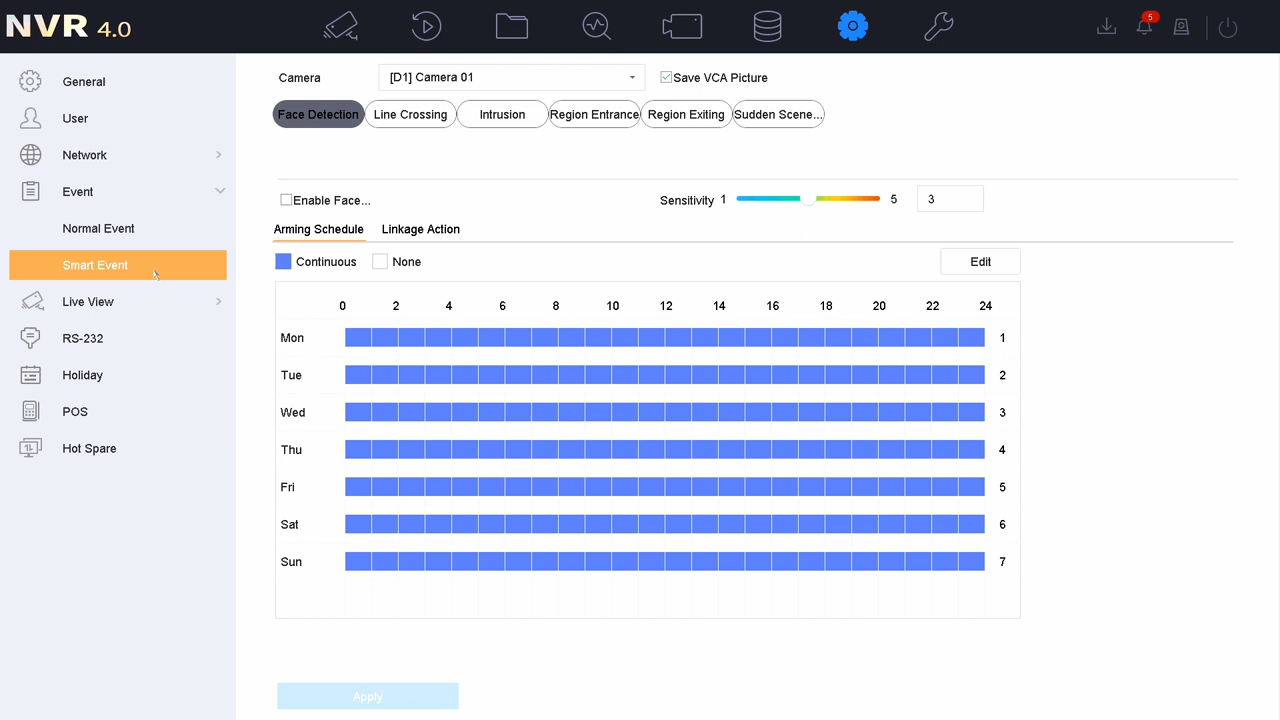 NVR 4.0
5
General
User
Network
Event
Normal Event
Smart Event
Live View
RS-232
Holiday
POS
Hot Spare
Camera [D1] Camera 01 Save VCA Picture
Face Detection Line Crossing Intrusion Region Entrance Region Exiting Sudden Scene...
Enable Face... Sensitivity 1 5 3
Arming Schedule Linkage Action
Continuous None Edit
0 2 4 6 8 10 12 14 16 18 20 22 24
Mon 1
Tue 2
Wed 3
Thu 4
Fri 5
Sat 6
Sun 7
Apply